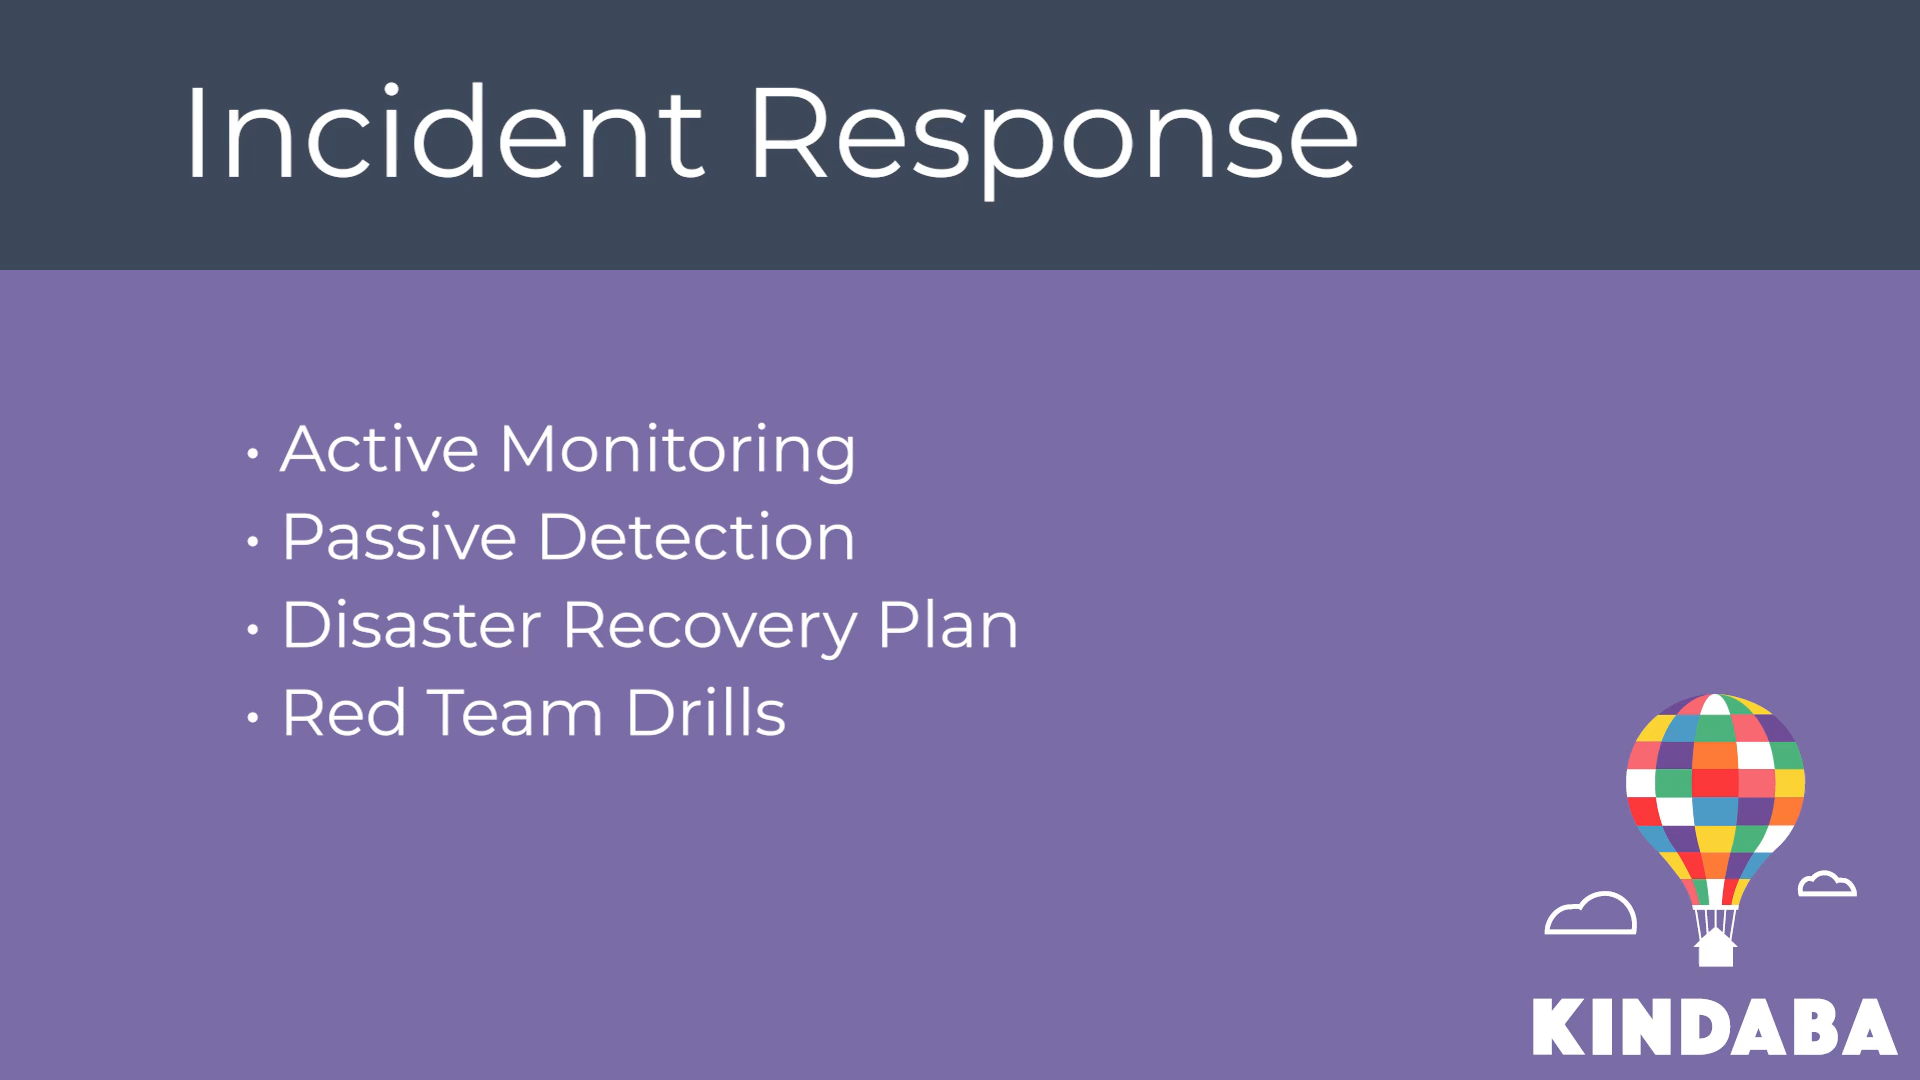 Incident Response
• Active Monitoring
• Passive Detection
• Disaster Recovery Plan
• Red Team Drills
KINDABA